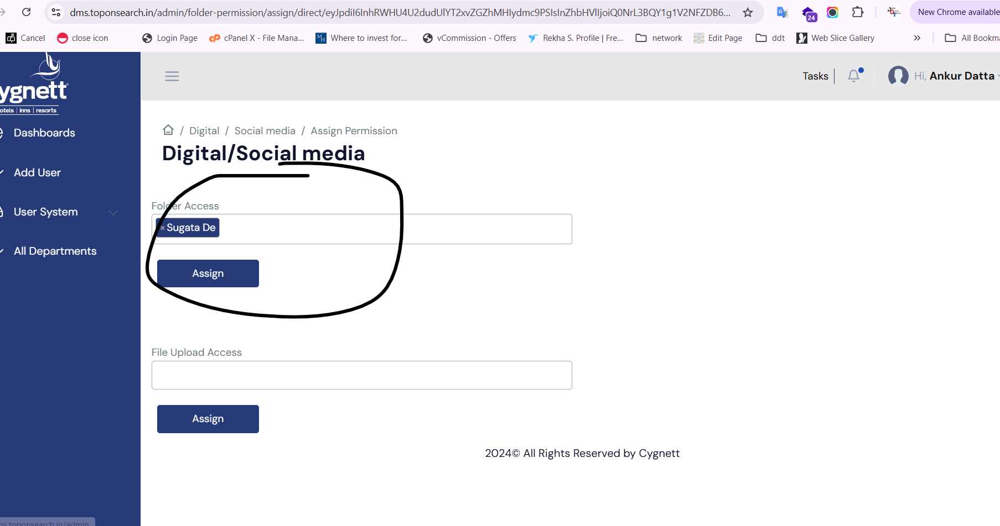 dms.toponsearch.in/admin/folder-permission/assign/direct/eyJpdiI6InhRWHU4U2dudUlYT2xvZGZhMHIydmc9PSIsInZhbHVlIjoiQ0NrL3BQY1g1V2NFZDB6...
24
New Chrome available
Cancel
close icon
Login Page
cPanel X - File Mana...
Where to invest for...
vCommission - Offers
Rekha S. Profile | Fre...
network
Edit Page
ddt
Web Slice Gallery
»
All Bookma
ygnett
otels | inns | resorts
Tasks
Hi, Ankur Datta
Dashboards
Add User
User System
All Departments
/ Digital / Social media / Assign Permission
Digital/Social media
Folder Access
× Sugata De
Assign
File Upload Access
Assign
2024© All Rights Reserved by Cygnett
ms.toponsearch.in/admin